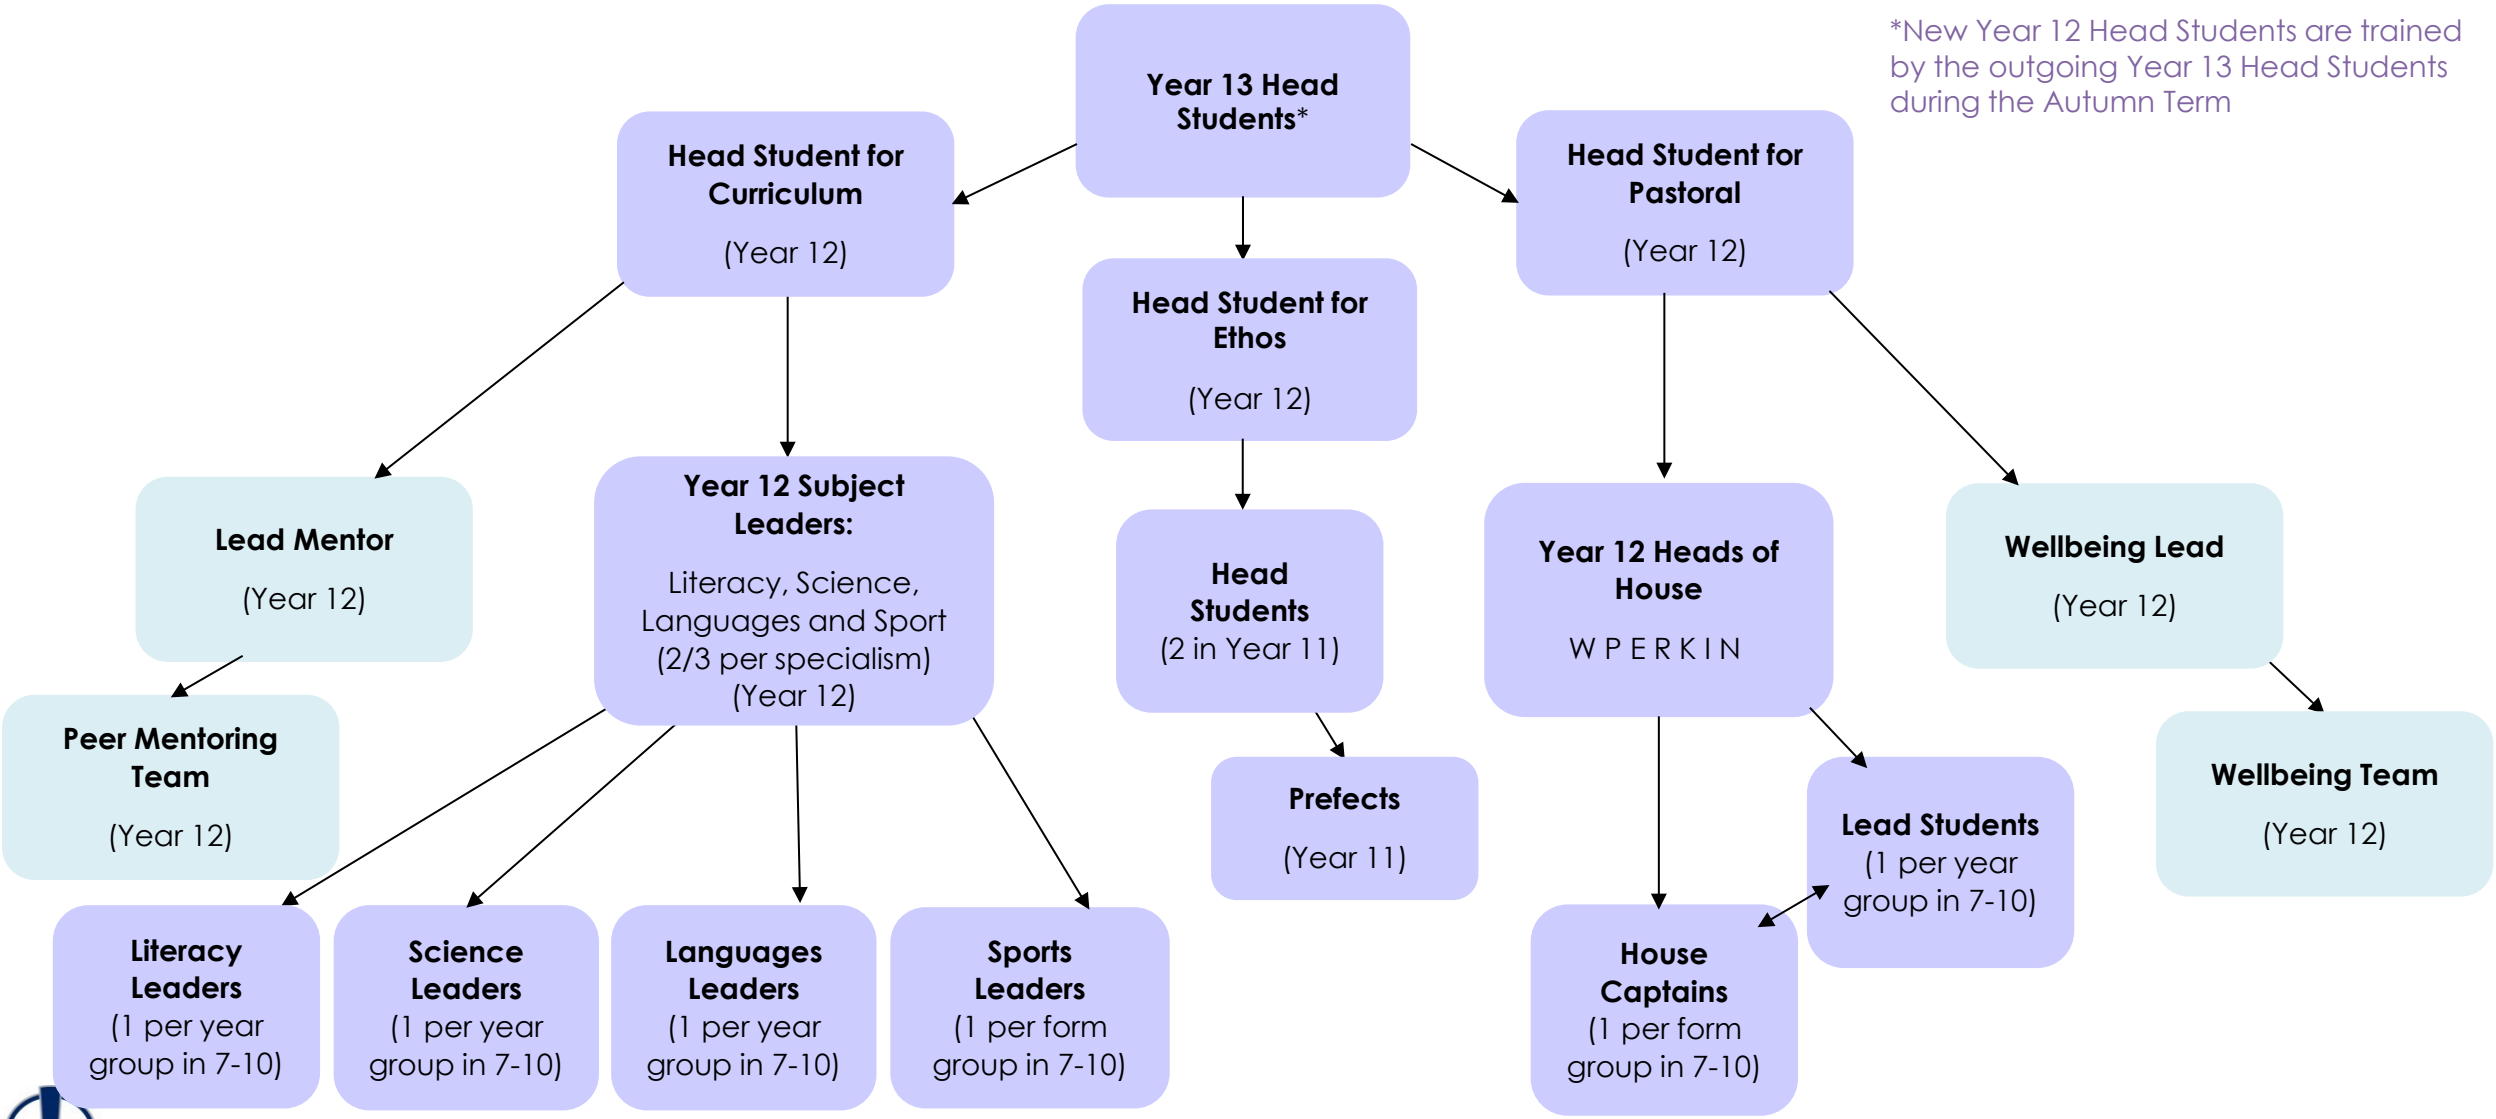 *New Year 12 Head Students are trained
by the outgoing Year 13 Head Students
during the Autumn Term
Year 13 Head
Students*
Head Student for
Curriculum
(Year 12)
Head Student for
Ethos
(Year 12)
Head Student for
Pastoral
(Year 12)
Lead Mentor
(Year 12)
Peer Mentoring
Team
(Year 12)
Year 12 Subject
Leaders:
Literacy, Science,
Languages and Sport
(2/3 per specialism)
(Year 12)
Literacy
Leaders
(1 per year
group in 7-10)
Science
Leaders
(1 per year
group in 7-10)
Languages
Leaders
(1 per year
group in 7-10)
Sports
Leaders
(1 per form
group in 7-10)
Head
Students
(2 in Year 11)
Prefects
(Year 11)
Year 12 Heads of
House
W P E R K I N
House
Captains
(1 per form
group in 7-10)
Lead Students
(1 per year
group in 7-10)
Wellbeing Lead
(Year 12)
Wellbeing Team
(Year 12)